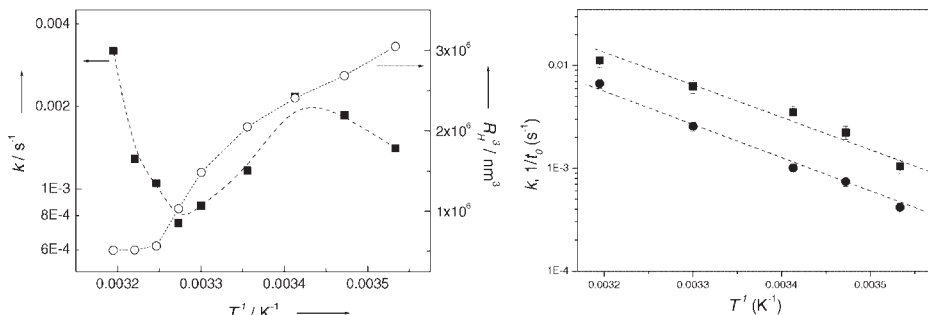 0.004
0.002
1E-3
8E-4
6E-4
k / s⁻¹
3x10⁶
2x10⁶
1x10⁶
R_H³ / nm³
0.0032 0.0033 0.0034 0.0035
T¹ / K⁻¹
0.01
1E-3
1E-4
k, 1/t₀ (s⁻¹)
0.0032 0.0033 0.0034 0.0035
T¹ (K⁻¹)